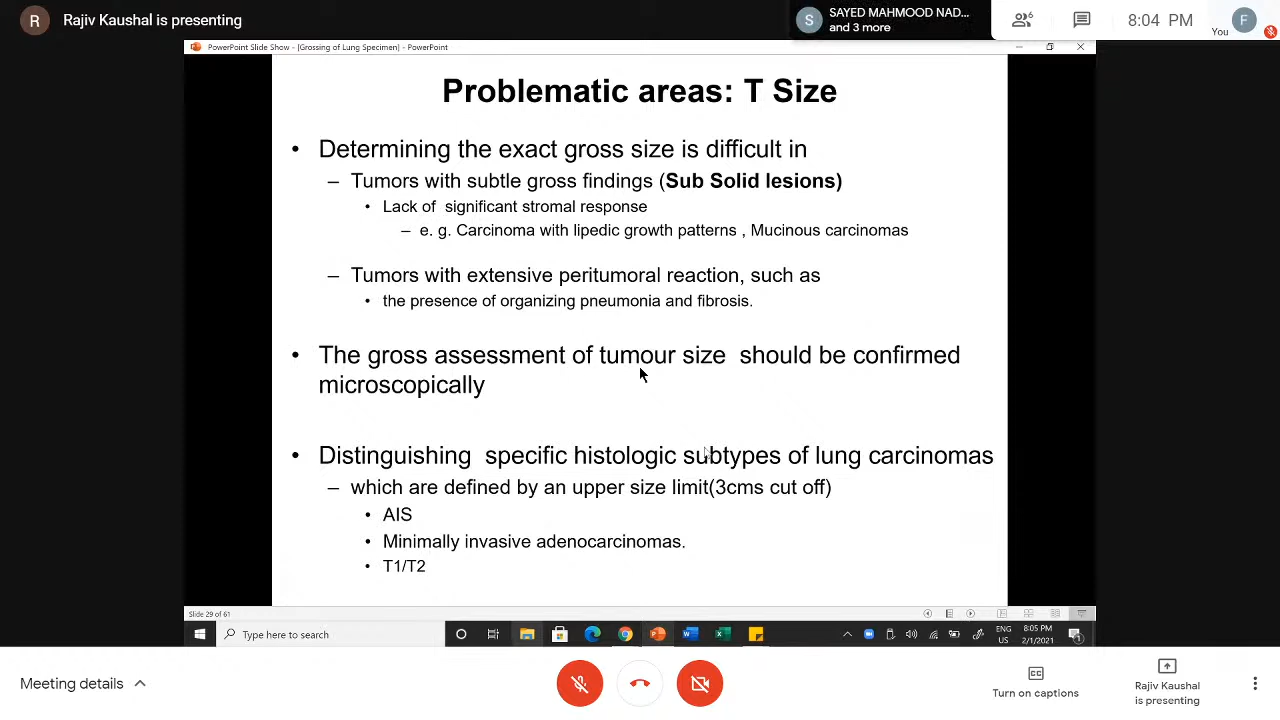 R
Rajiv Kaushal is presenting
S
SAYED MAHMOOD NAD...
and 3 more
6
8:04 PM
You
F
PowerPoint Slide Show - [Grossing of Lung Specimen] - PowerPoint
Problematic areas: T Size
• Determining the exact gross size is difficult in
– Tumors with subtle gross findings (Sub Solid lesions)
• Lack of significant stromal response
– e. g. Carcinoma with lipedic growth patterns , Mucinous carcinomas
– Tumors with extensive peritumoral reaction, such as
• the presence of organizing pneumonia and fibrosis.
• The gross assessment of tumour size should be confirmed
microscopically
• Distinguishing specific histologic subtypes of lung carcinomas
– which are defined by an upper size limit(3cms cut off)
• AIS
• Minimally invasive adenocarcinomas.
• T1/T2
Slide 29 of 61
Type here to search
ENG
US
8:05 PM
2/1/2021
1
Meeting details
CC
Turn on captions
Rajiv Kaushal
is presenting